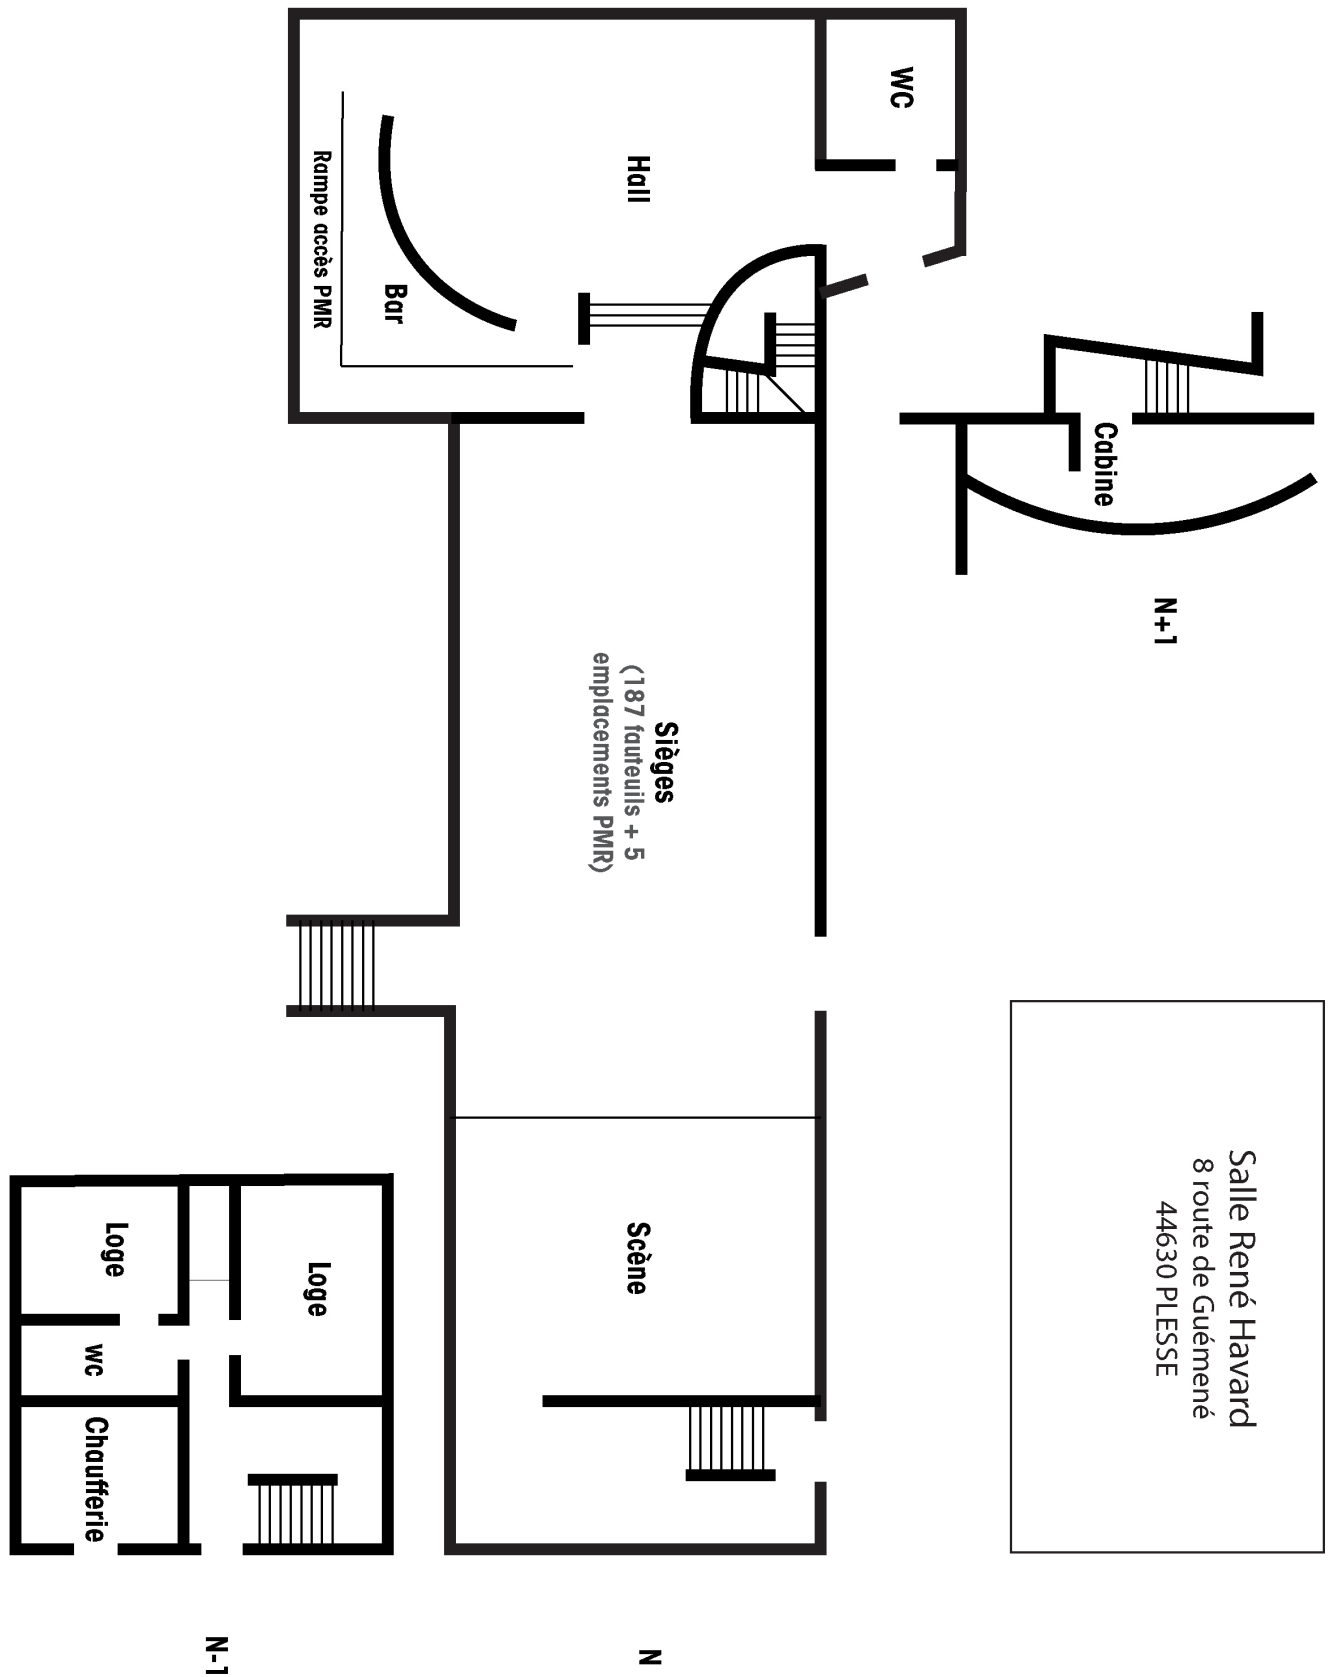 WC
Hall
Rampe accès PMR
Bar
Cabine
N+1
Sièges
(187 fauteuils + 5
emplacements PMR)
Salle René Havard
8 route de Guémené
44630 PLESSE
Scène
Loge
Loge
wc
Chaufferie
N-1
N